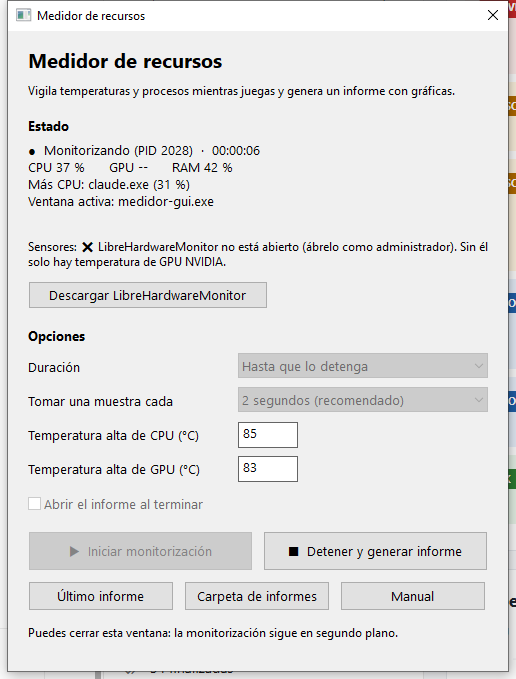 Medidor de recursos
Medidor de recursos
Vigila temperaturas y procesos mientras juegas y genera un informe con gráficas.
Estado
● Monitorizando (PID 2028) · 00:00:06
CPU 37 % GPU -- RAM 42 %
Más CPU: claude.exe (31 %)
Ventana activa: medidor-gui.exe
Sensores: ❌ LibreHardwareMonitor no está abierto (ábrelo como administrador). Sin él
solo hay temperatura de GPU NVIDIA.
Descargar LibreHardwareMonitor
Opciones
Duración Hasta que lo detenga
Tomar una muestra cada 2 segundos (recomendado)
Temperatura alta de CPU (°C) 85
Temperatura alta de GPU (°C) 83
Abrir el informe al terminar
▶ Iniciar monitorización ■ Detener y generar informe
Último informe Carpeta de informes Manual
Puedes cerrar esta ventana: la monitorización sigue en segundo plano.